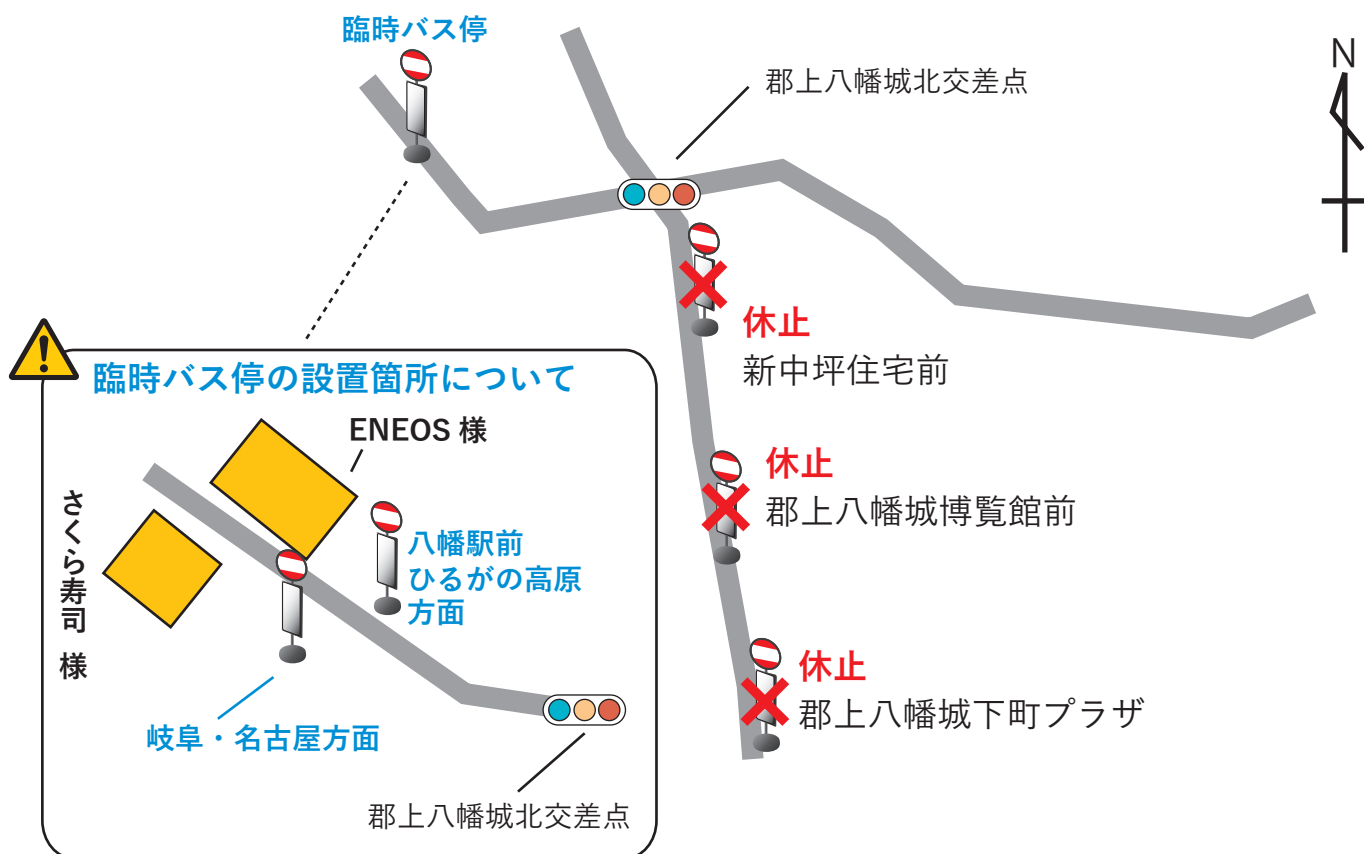 臨時バス停
郡上八幡城北交差点
N
休止
新中坪住宅前
休止
郡上八幡城博覧館前
休止
郡上八幡城下町プラザ
臨時バス停の設置箇所について
ENEOS 様
さくら寿司 様
八幡駅前
ひるがの高原
方面
岐阜・名古屋方面
郡上八幡城北交差点